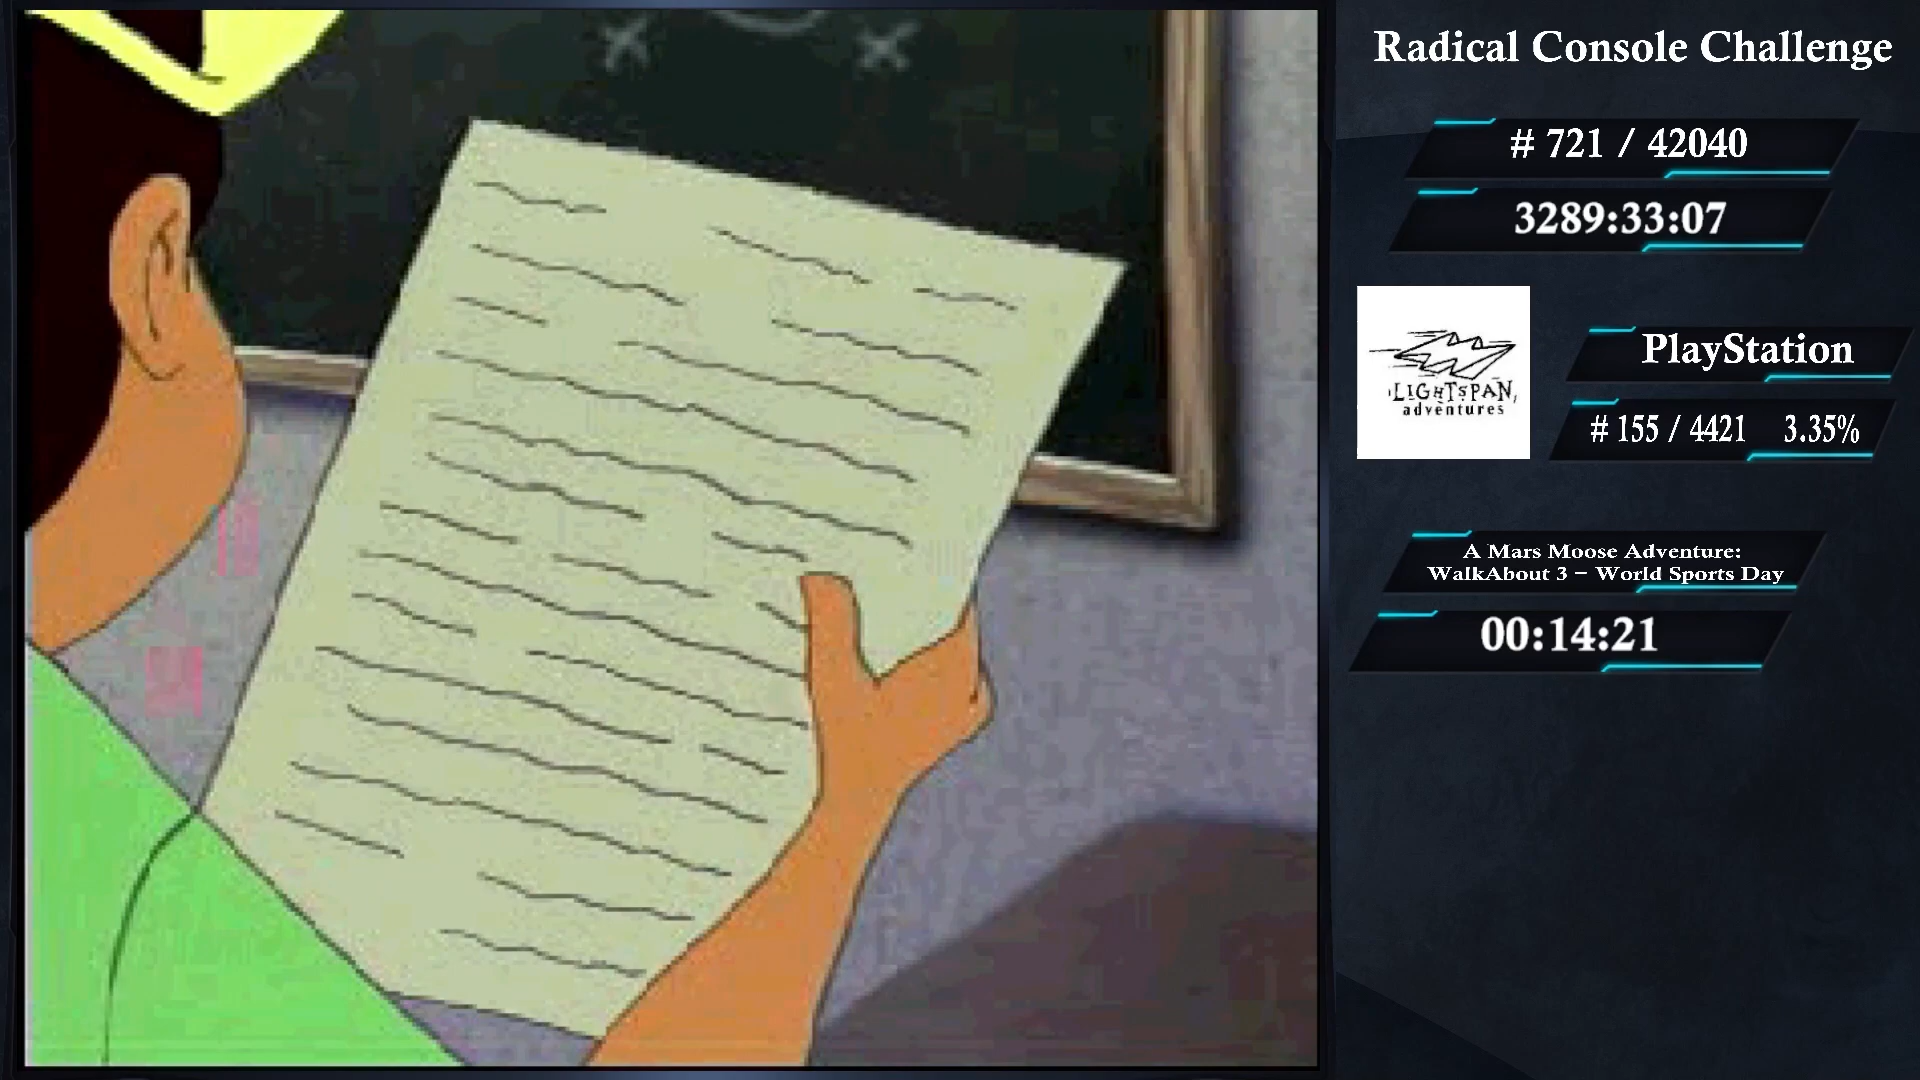 Radical Console Challenge
# 721 / 42040
3289:33:07
LIGHTSPAN
adventures
PlayStation
# 155 / 4421 3.35%
A Mars Moose Adventure:
WalkAbout 3 - World Sports Day
00:14:21